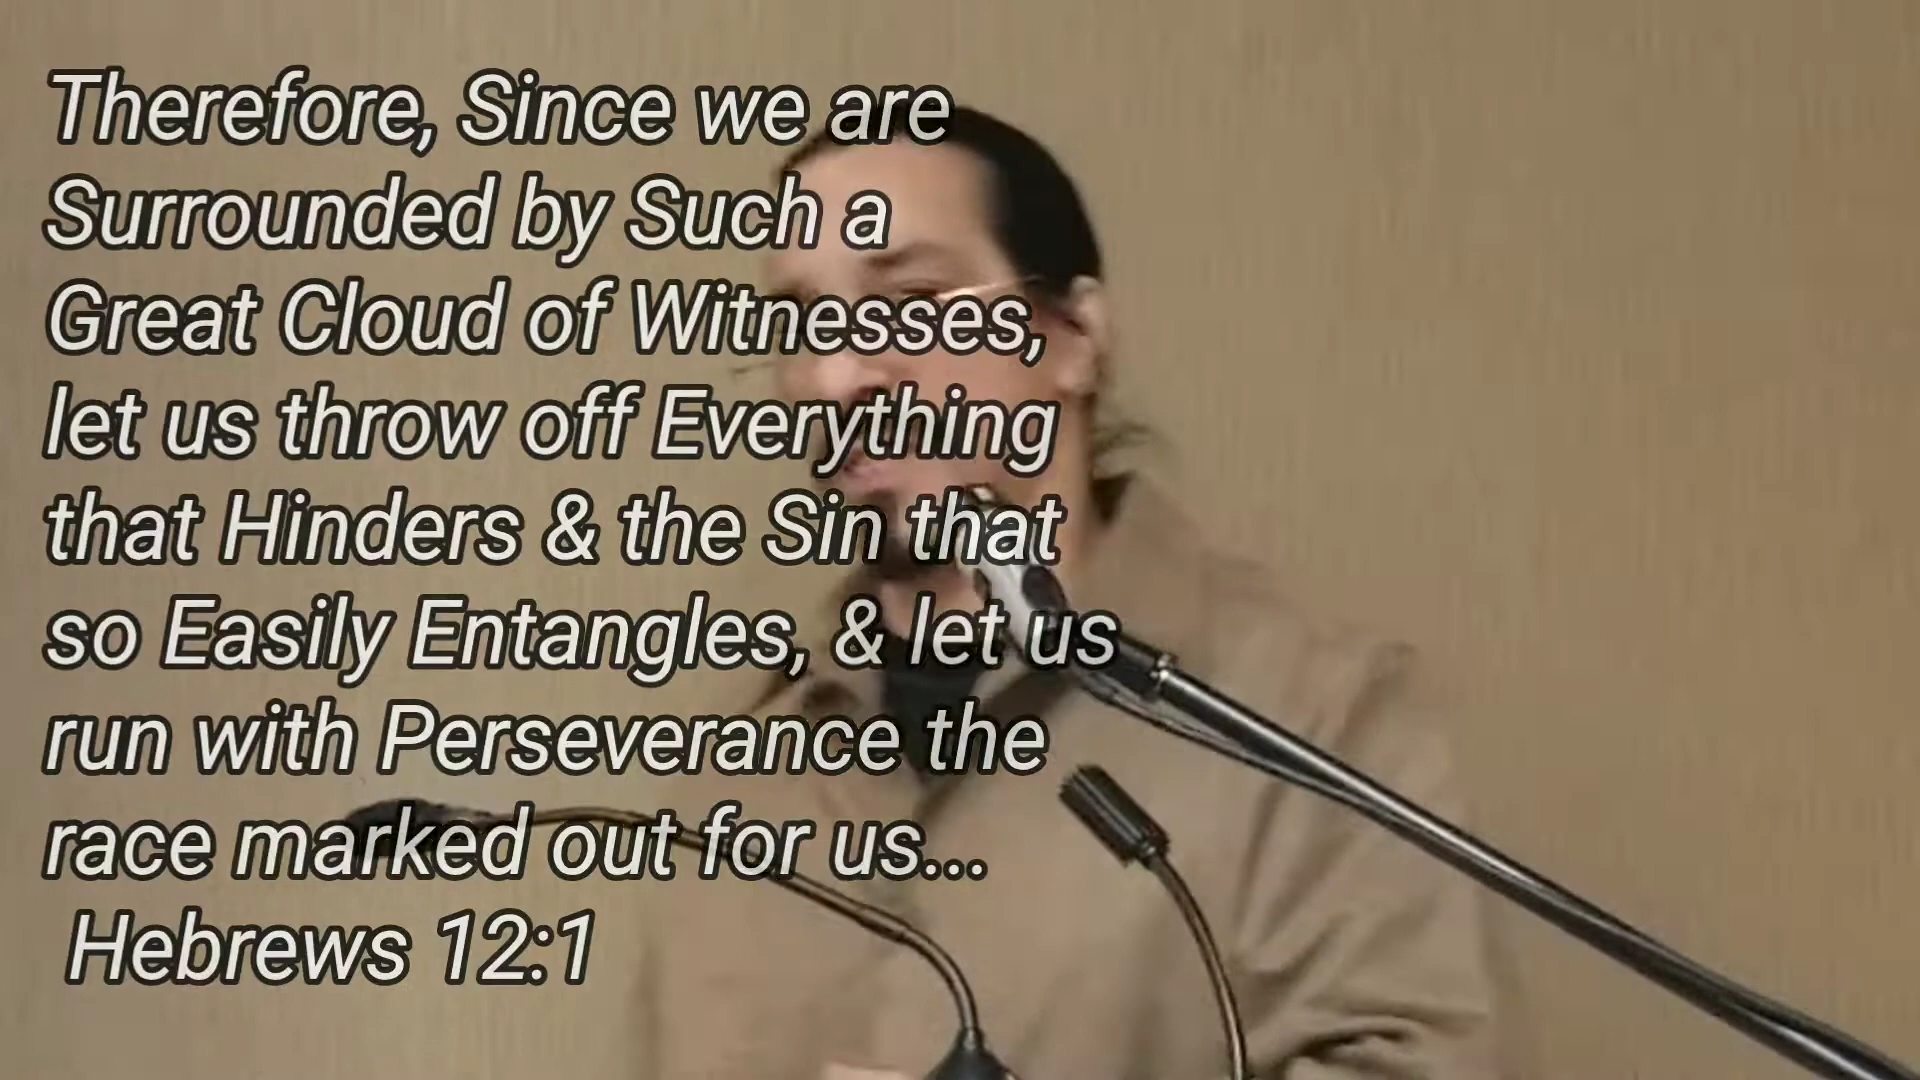 Therefore, Since we are
Surrounded by Such a
Great Cloud of Witnesses,
let us throw off Everything
that Hinders & the Sin that
so Easily Entangles, & let us
run with Perseverance the
race marked out for us...
Hebrews 12:1